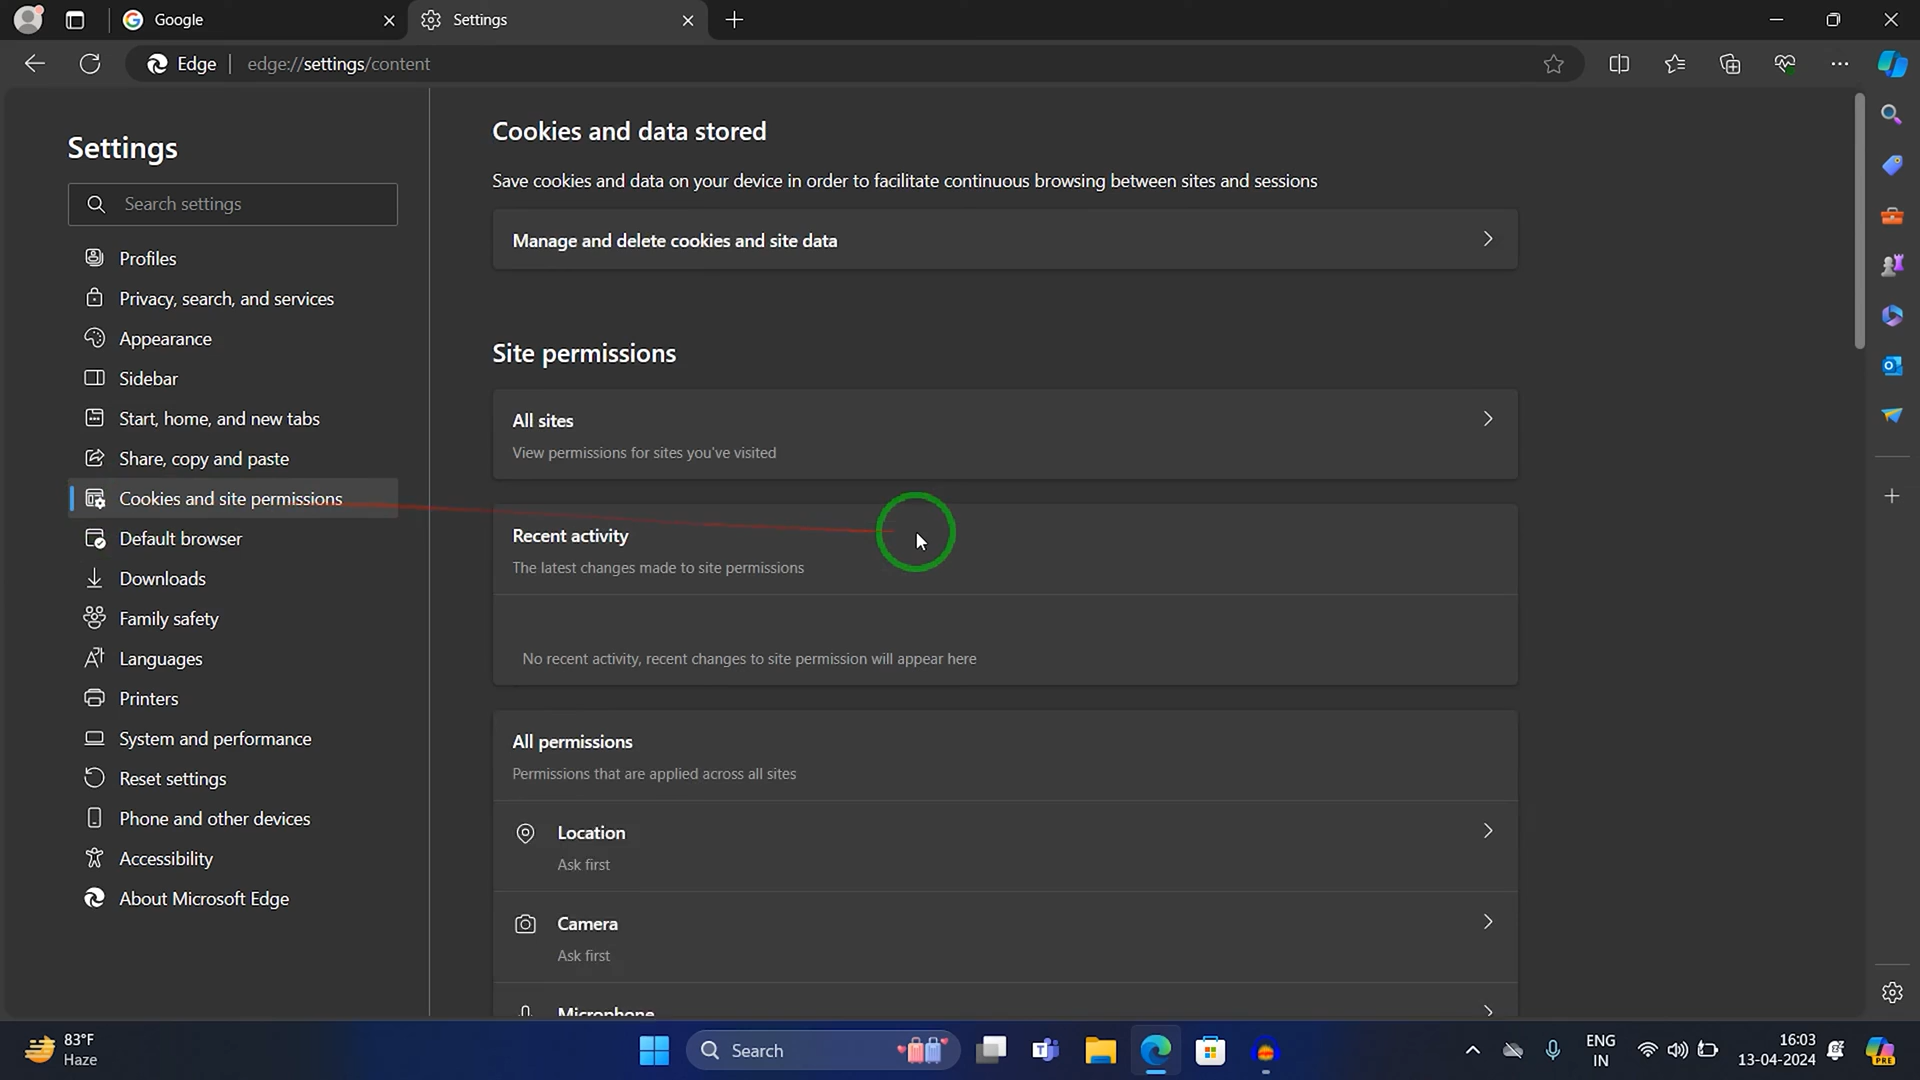 Google
Settings
Edge
edge://settings/content
Settings
Search settings
Profiles
Privacy, search, and services
Appearance
Sidebar
Start, home, and new tabs
Share, copy and paste
Cookies and site permissions
Default browser
Downloads
Family safety
Languages
Printers
System and performance
Reset settings
Phone and other devices
Accessibility
About Microsoft Edge
Cookies and data stored
Save cookies and data on your device in order to facilitate continuous browsing between sites and sessions
Manage and delete cookies and site data
Site permissions
All sites
View permissions for sites you've visited
Recent activity
The latest changes made to site permissions
No recent activity, recent changes to site permission will appear here
All permissions
Permissions that are applied across all sites
Location
Ask first
Camera
Ask first
Microphone
83°F
Haze
Search
ENG
IN
16:03
13-04-2024
PRE